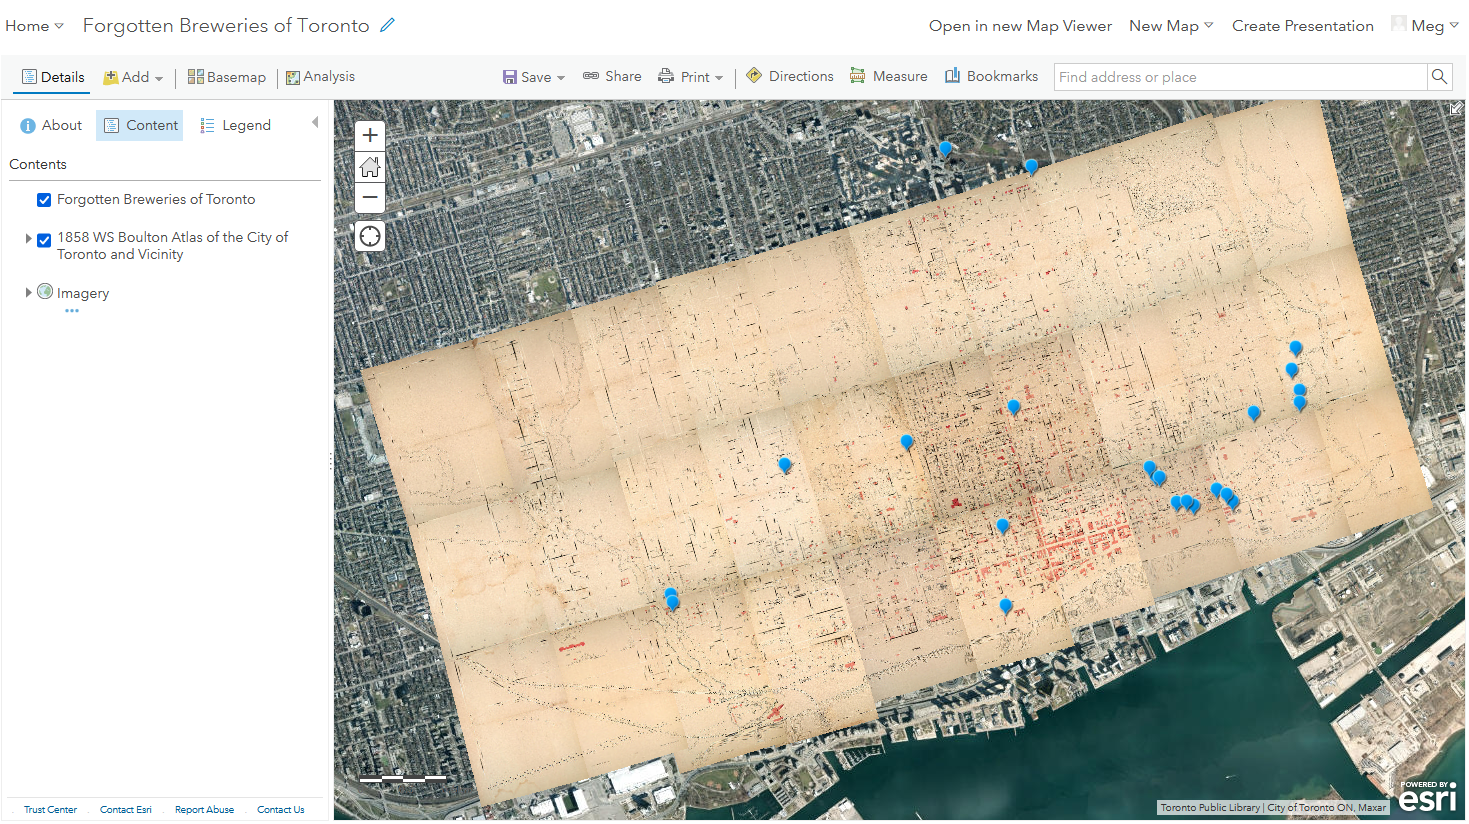 Home Forgotten Breweries of Toronto Open in new Map Viewer New Map Create Presentation Meg
Details Add Basemap Analysis Save Share Print Directions Measure Bookmarks Find address or place
About Content Legend
Contents
Forgotten Breweries of Toronto
1858 WS Boulton Atlas of the City of
Toronto and Vicinity
Imagery
Trust Center Contact Esri Report Abuse Contact Us
Toronto Public Library | City of Toronto ON, Maxar
POWERED BY
esri